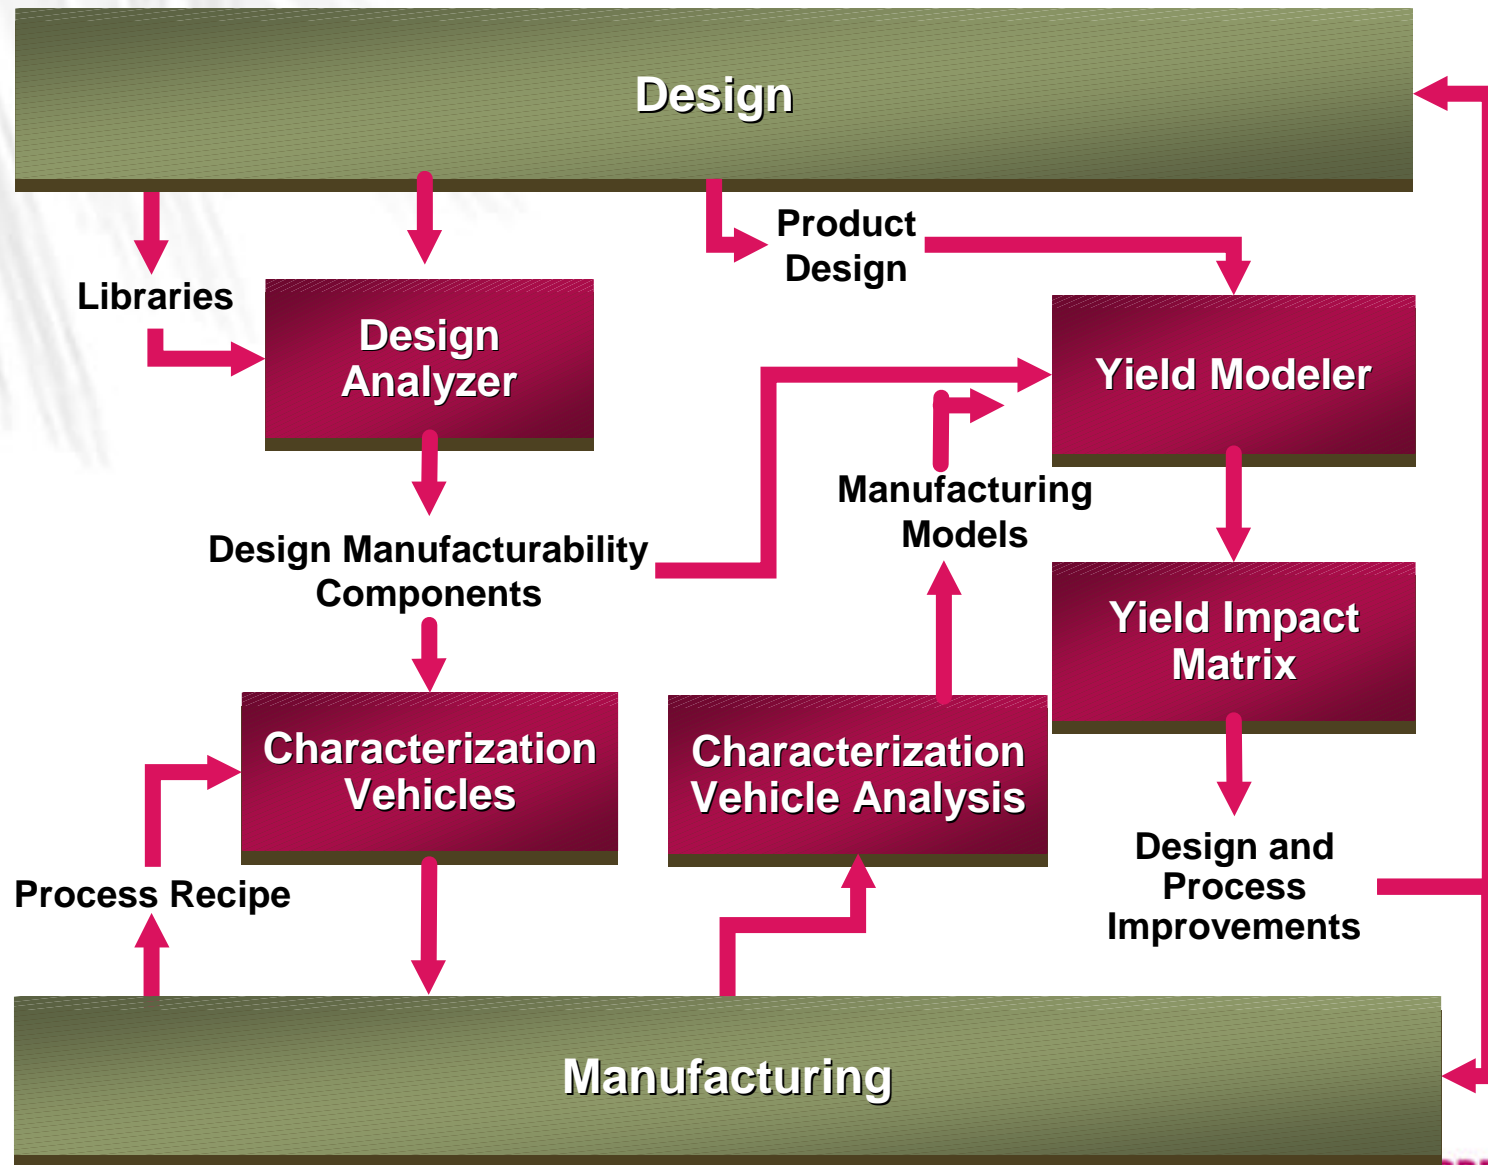 Design
Product
Design
Libraries
Design
Analyzer
Yield Modeler
Manufacturing
Models
Design Manufacturability
Components
Yield Impact
Matrix
Characterization
Vehicles
Characterization
Vehicle Analysis
Design and
Process
Improvements
Process Recipe
Manufacturing